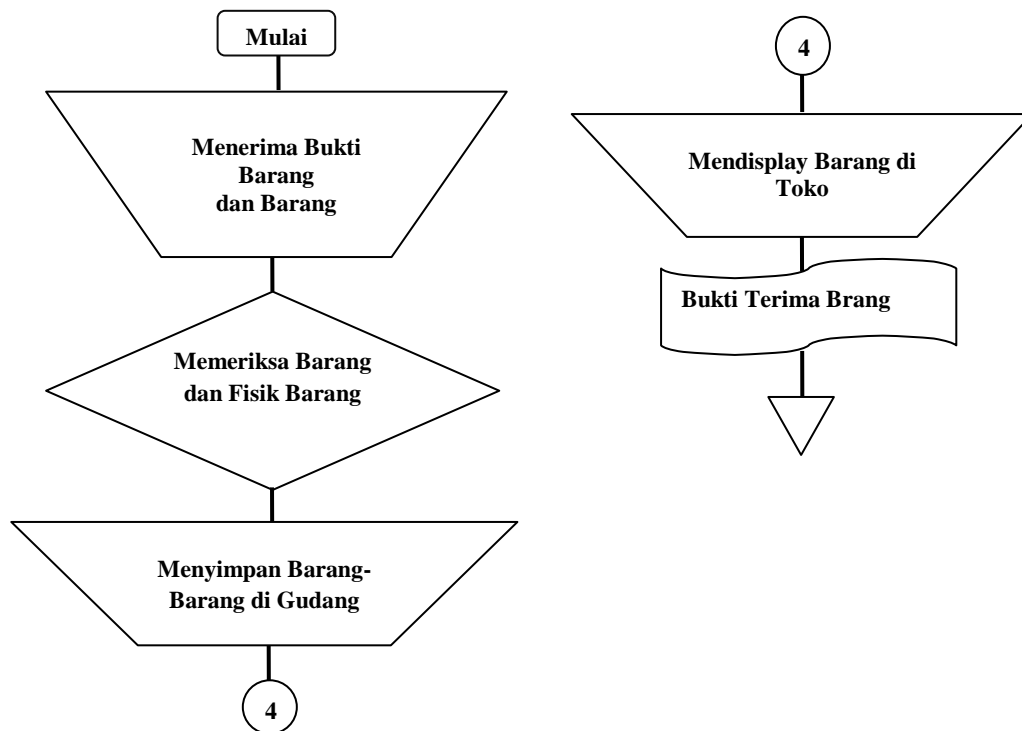 Mulai
Menerima Bukti
Barang
dan Barang
Memeriksa Barang
dan Fisik Barang
Menyimpan Barang-
Barang di Gudang
4
4
Mendisplay Barang di
Toko
Bukti Terima Brang